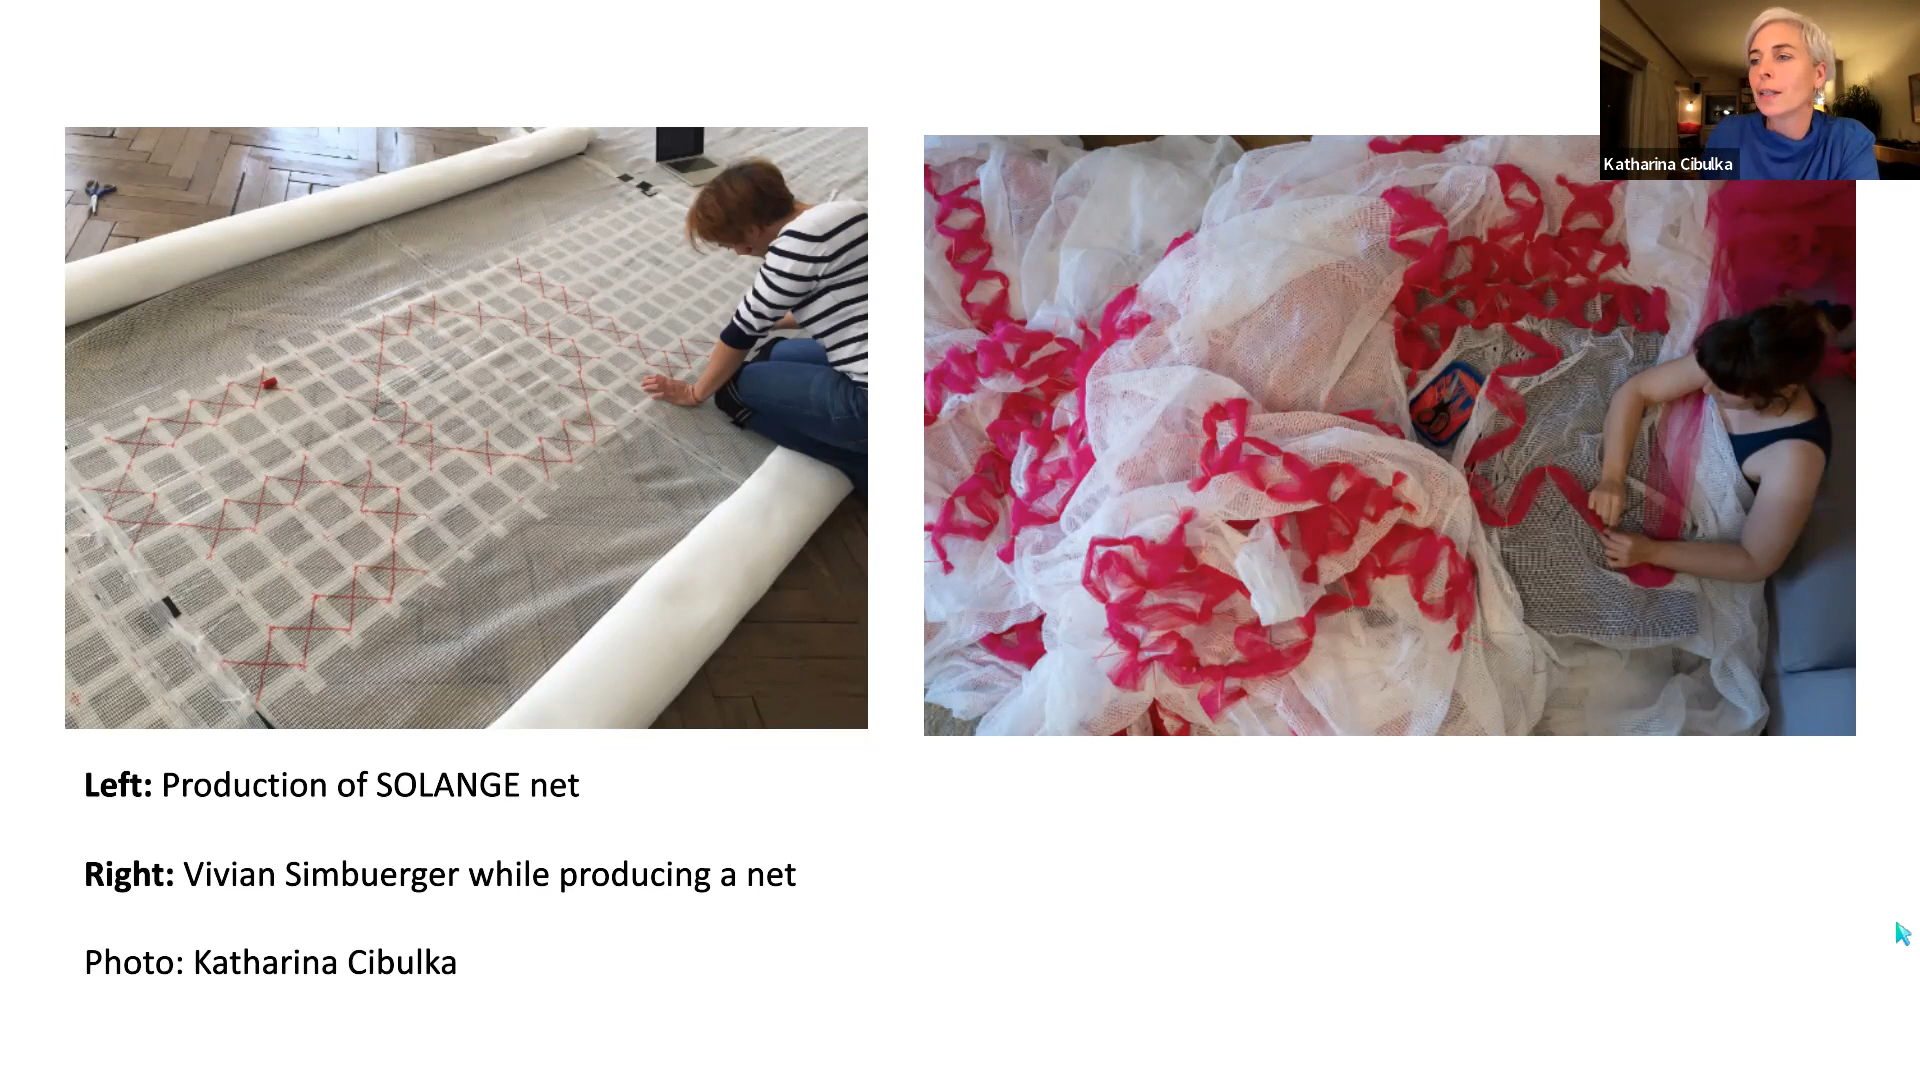 Katharina Cibulka
Left: Production of SOLANGE net
Right: Vivian Simbuerger while producing a net
Photo: Katharina Cibulka